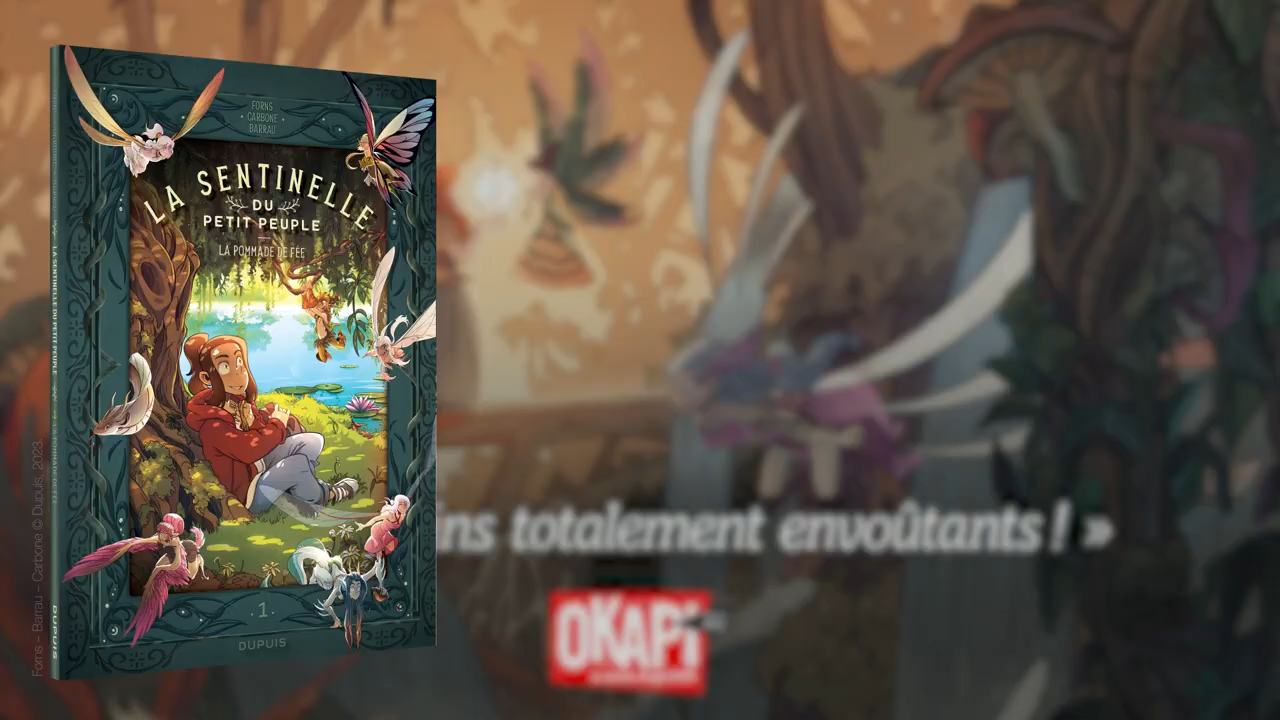 FORNS
• CARBONE •
BARRAU
LA SENTINELLE
DU
PETIT PEUPLE
LA POMMADE DE FÉE
1
DUPUIS
LA SENTINELLE DU PETIT PEUPLE
DUPUIS
Forns – Barrau – Carbone © Dupuis, 2023
totalement envoûtants ! »
OKAPI